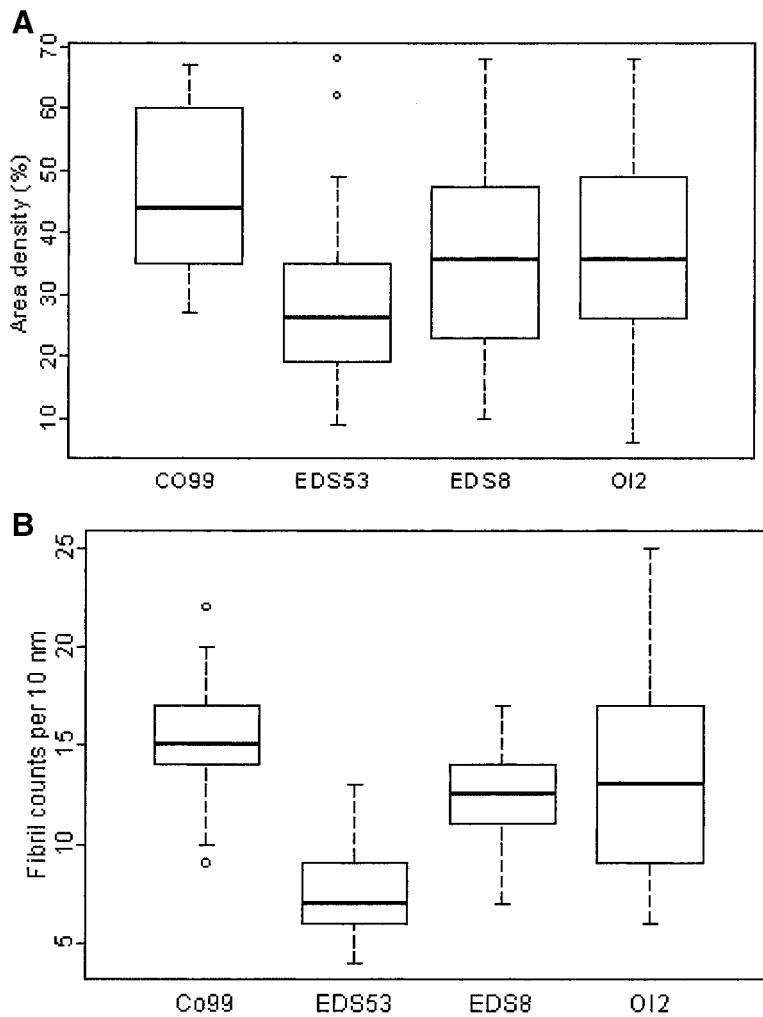 A
Area density (%)
70
60
50
40
30
20
10
CO99 EDS53 EDS8 OI2
B
Fibril counts per 10 nm
25
20
15
10
5
Co99 EDS53 EDS8 OI2